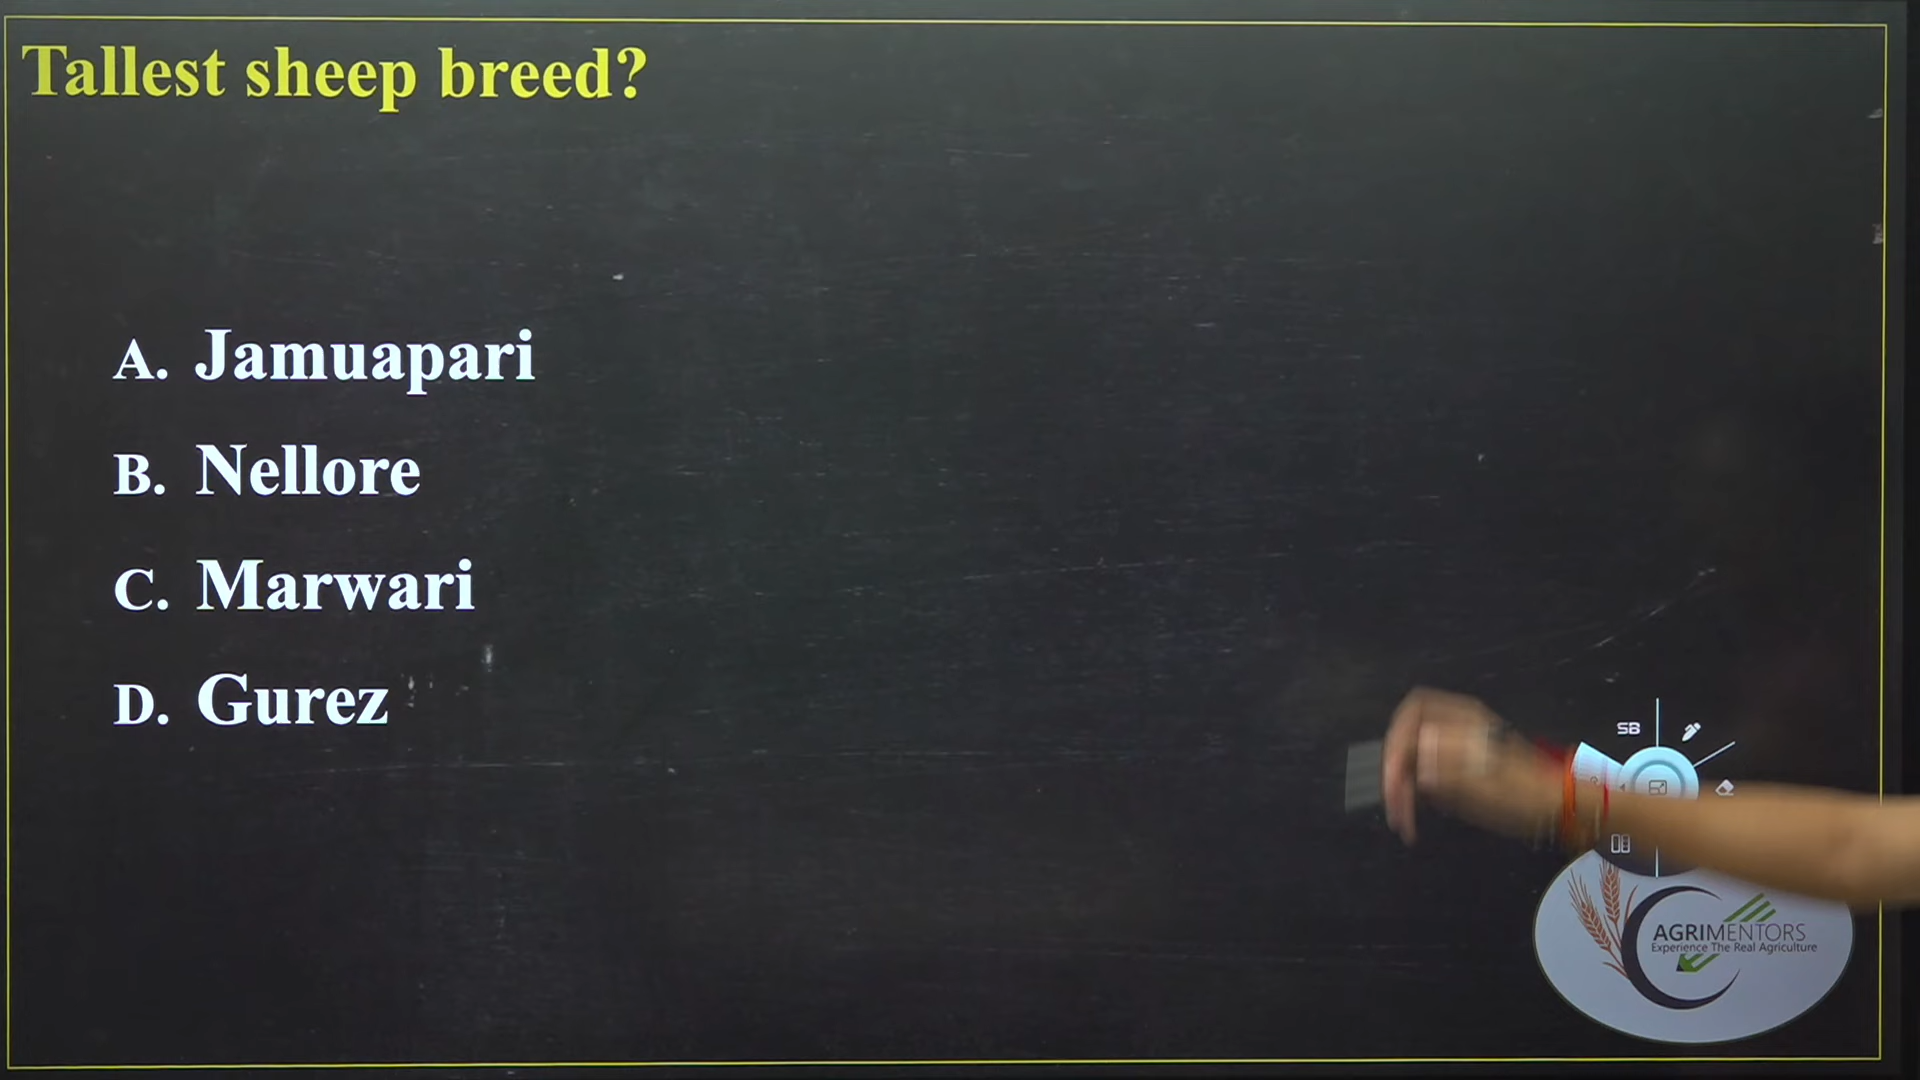 Tallest sheep breed?
A. Jamuapari
B. Nellore
C. Marwari
D. Gurez
SB
AGRIMENTORS
Experience The Real Agriculture